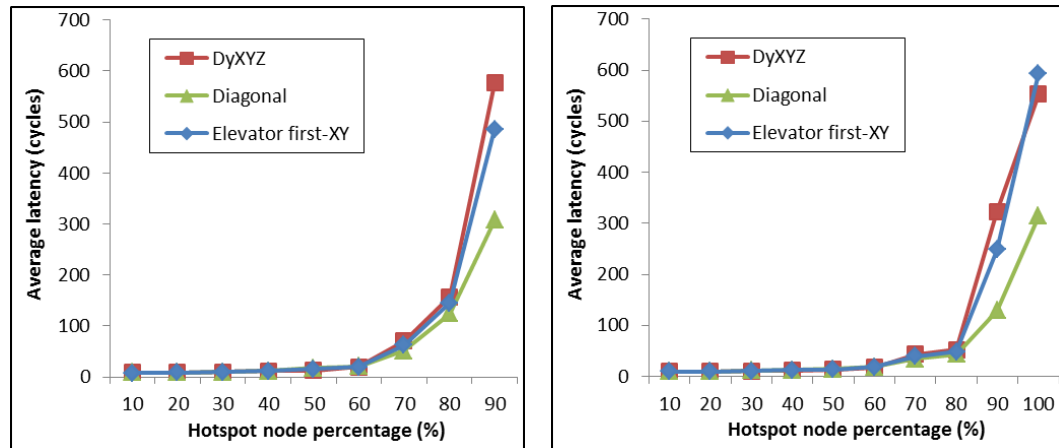 700
600
500
400
300
200
100
0
Average latency (cycles)
DyXYZ
Diagonal
Elevator first-XY
10 20 30 40 50 60 70 80 90
Hotspot node percentage (%)
700
600
500
400
300
200
100
0
Average latency (cycles)
DyXYZ
Diagonal
Elevator first-XY
10 20 30 40 50 60 70 80 90 100
Hotspot node percentage (%)